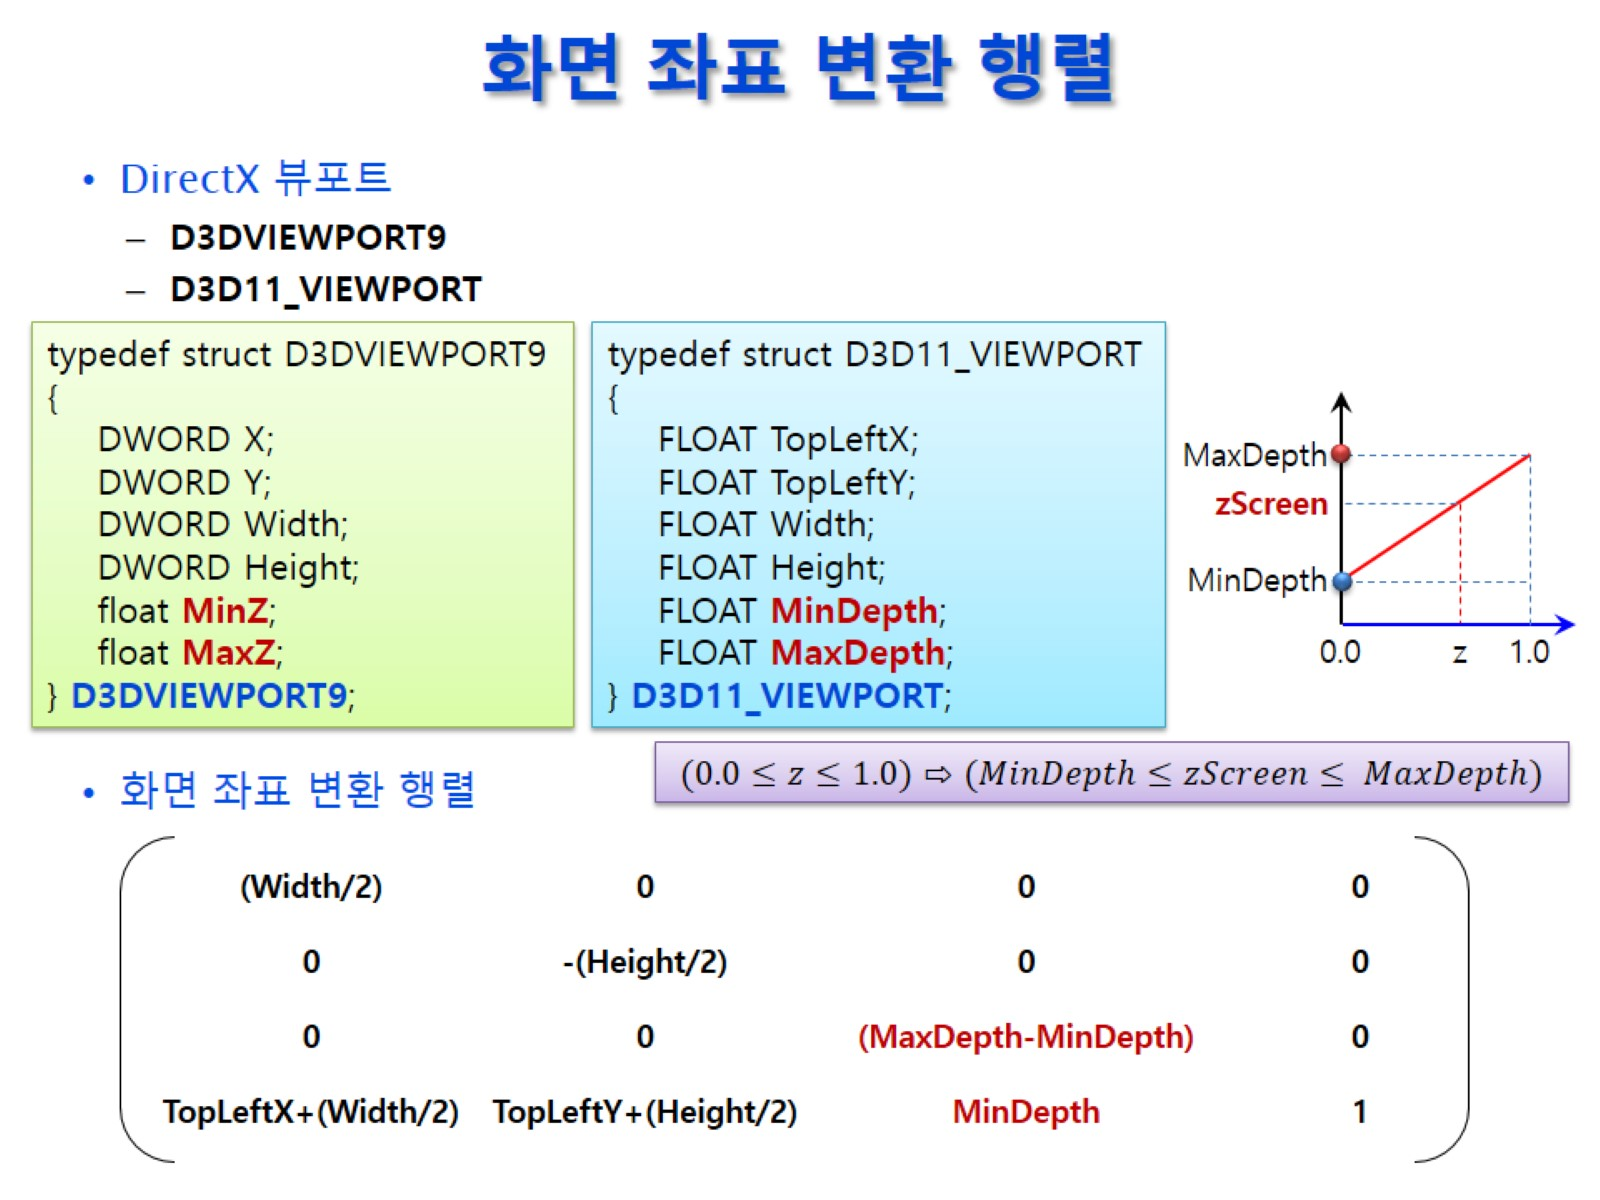 화면 좌표 변환 행렬
• DirectX 뷰포트
– D3DVIEWPORT9
– D3D11_VIEWPORT
typedef struct D3DVIEWPORT9
{
DWORD X;
DWORD Y;
DWORD Width;
DWORD Height;
float MinZ;
float MaxZ;
} D3DVIEWPORT9;
typedef struct D3D11_VIEWPORT
{
FLOAT TopLeftX;
FLOAT TopLeftY;
FLOAT Width;
FLOAT Height;
FLOAT MinDepth;
FLOAT MaxDepth;
} D3D11_VIEWPORT;
MaxDepth
zScreen
MinDepth
0.0 z 1.0
(0.0 ≤ z ≤ 1.0) ⇨ (MinDepth ≤ zScreen ≤ MaxDepth)
• 화면 좌표 변환 행렬
(Width/2) 0 0 0
0 -(Height/2) 0 0
0 0 (MaxDepth-MinDepth) 0
TopLeftX+(Width/2) TopLeftY+(Height/2) MinDepth 1